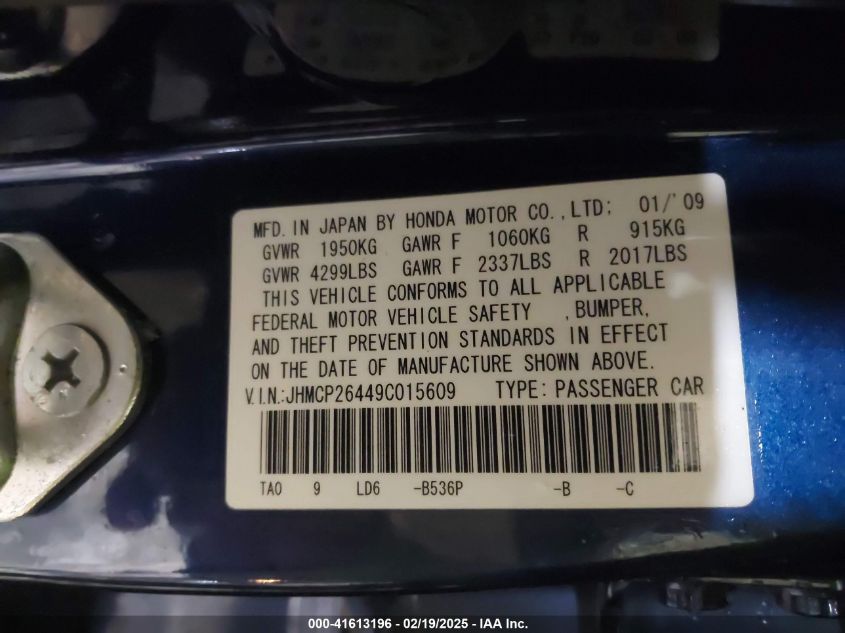 MFD. IN JAPAN BY HONDA MOTOR CO.,LTD; 01/'09
GVWR 1950KG GAWR F 1060KG R 915KG
GVWR 4299LBS GAWR F 2337LBS R 2017LBS
THIS VEHICLE CONFORMS TO ALL APPLICABLE
FEDERAL MOTOR VEHICLE SAFETY , BUMPER,
AND THEFT PREVENTION STANDARDS IN EFFECT
ON THE DATE OF MANUFACTURE SHOWN ABOVE.
V.I.N.:JHMCP26449C015609 TYPE: PASSENGER CAR
TA0 9 LD6 -B536P -B -C
000-41613196 - 02/19/2025 - IAA Inc.